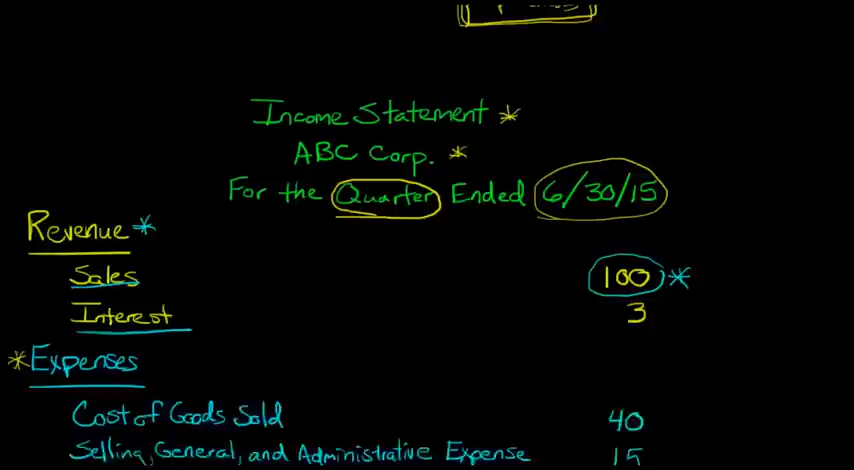 Income Statement *
ABC Corp. *
For the Quarter Ended 6/30/15
Revenue *
Sales 100 *
Interest 3
* Expenses
Cost of Goods Sold 40
Selling, General, and Administrative Expense 15